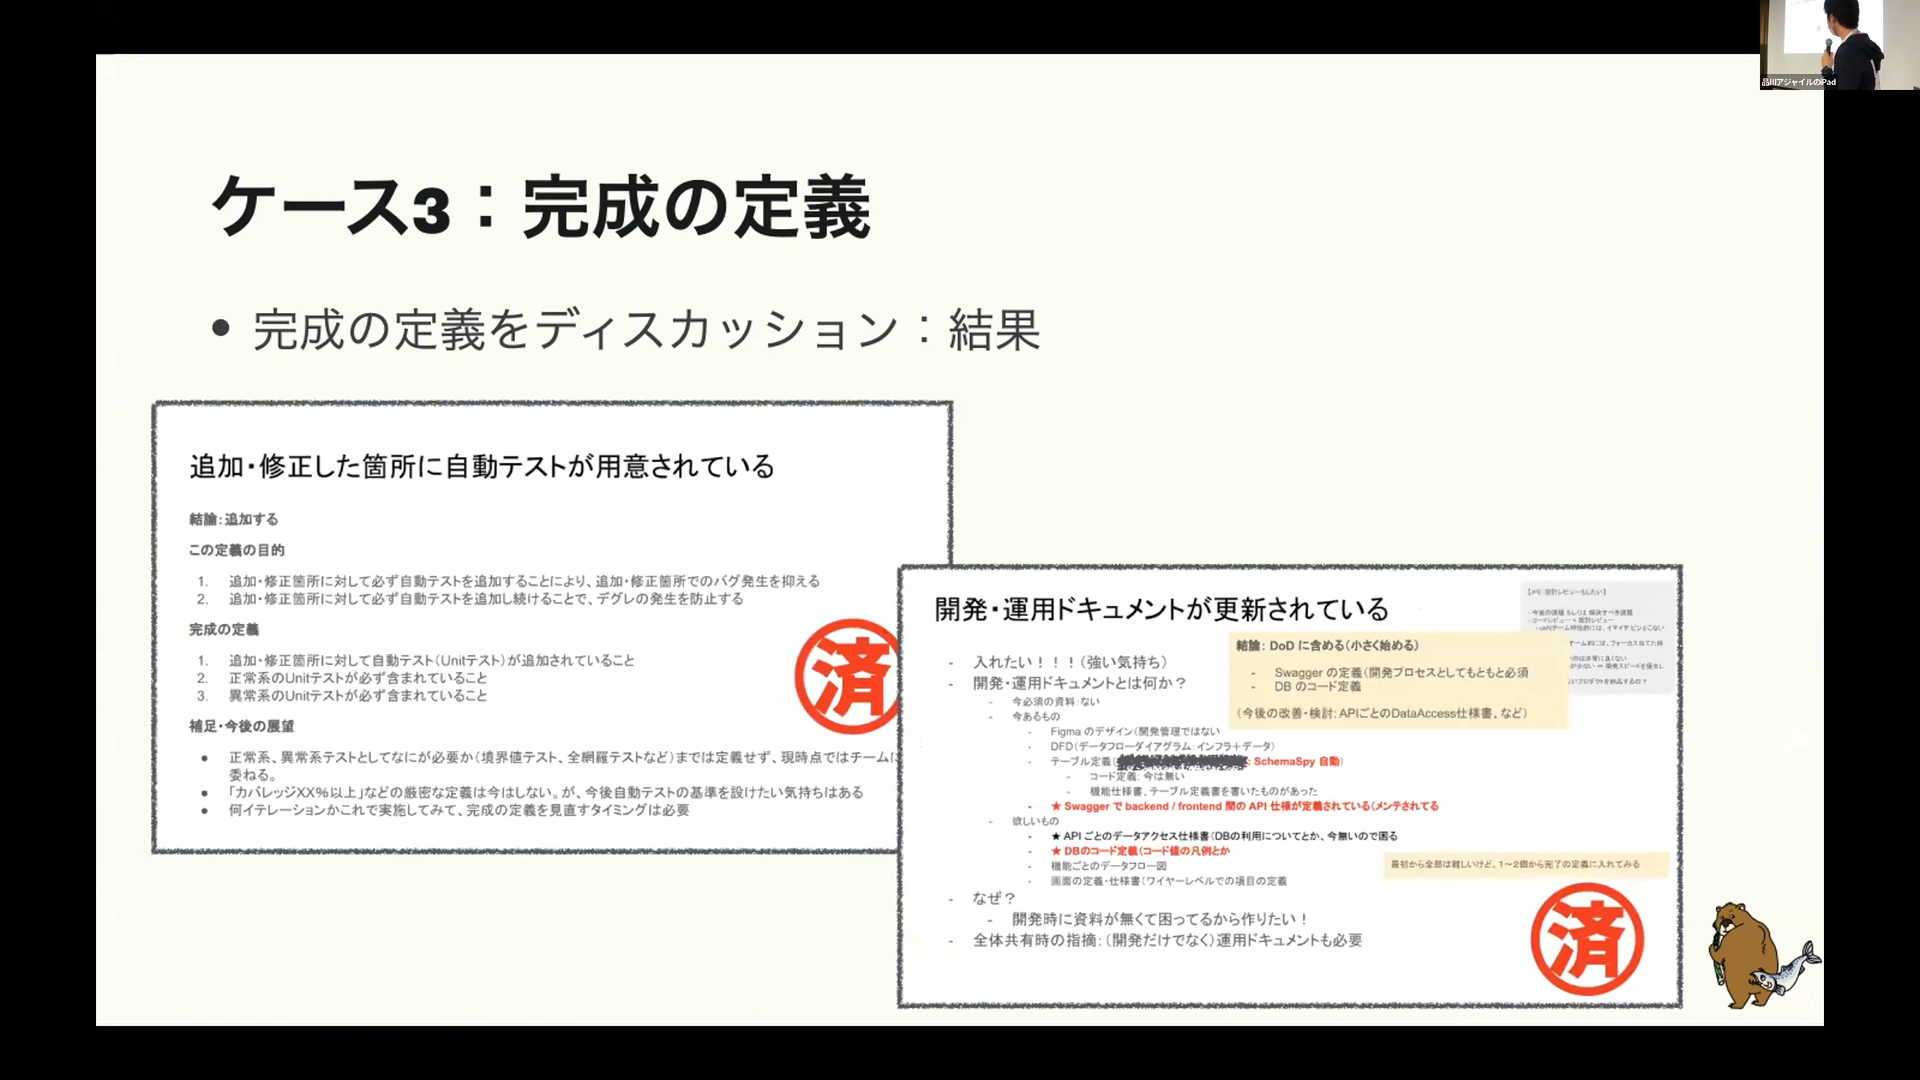 品川アジャイルのiPad
ケース3：完成の定義
• 完成の定義をディスカッション：結果
追加・修正した箇所に自動テストが用意されている
結論：追加する
この定義の目的
1. 追加・修正箇所に対して必ず自動テストを追加することにより、追加・修正箇所でのバグ発生を抑える
2. 追加・修正箇所に対して必ず自動テストを追加し続けることで、デグレの発生を防止する
完成の定義
1. 追加・修正箇所に対して自動テスト（Unitテスト）が追加されていること
2. 正常系のUnitテストが必ず含まれていること
3. 異常系のUnitテストが必ず含まれていること
補足・今後の展望
● 正常系、異常系テストとしてなにが必要か（境界値テスト、全網羅テストなど）までは定義せず、現時点ではチームに
委ねる。
● 「カバレッジXX%以上」などの厳密な定義は今はしない。が、今後自動テストの基準を設けたい気持ちはある
● 何イテレーションかこれで実施してみて、完成の定義を見直すタイミングは必要
済
開発・運用ドキュメントが更新されている
- 入れたい！！！（強い気持ち）
- 開発・運用ドキュメントとは何か？
- 今必須の資料：ない
- 今あるもの
- Figma のデザイン（開発管理ではない
- DFD（データフローダイアグラム：インフラ＋データ）
- テーブル定義（ : SchemaSpy 自動）
- コード定義：今は無い
- 機能仕様書、テーブル定義書を書いたものがあった
- ★ Swagger で backend / frontend 間の API 仕様が定義されている（メンテされてる
- 欲しいもの
- ★ API ごとのデータアクセス仕様書（DBの利用についてとか、今無いので困る
- ★ DBのコード定義（コード値の凡例とか
- 機能ごとのデータフロー図
- 画面の定義・仕様書（ワイヤーレベルでの項目の定義
- なぜ？
- 開発時に資料が無くて困ってるから作りたい！
- 全体共有時の指摘：（開発だけでなく）運用ドキュメントも必要
結論：DoD に含める（小さく始める）
- Swagger の定義（開発プロセスとしてもともと必須
- DB のコード定義
（今後の改善・検討：APIごとのDataAccess仕様書、など）
【メモ：設計レビューもしたい】
- コードレビュー < 設計レビュー
最初から全部は難しいけど、1〜2個から完了の定義に入れてみる
済